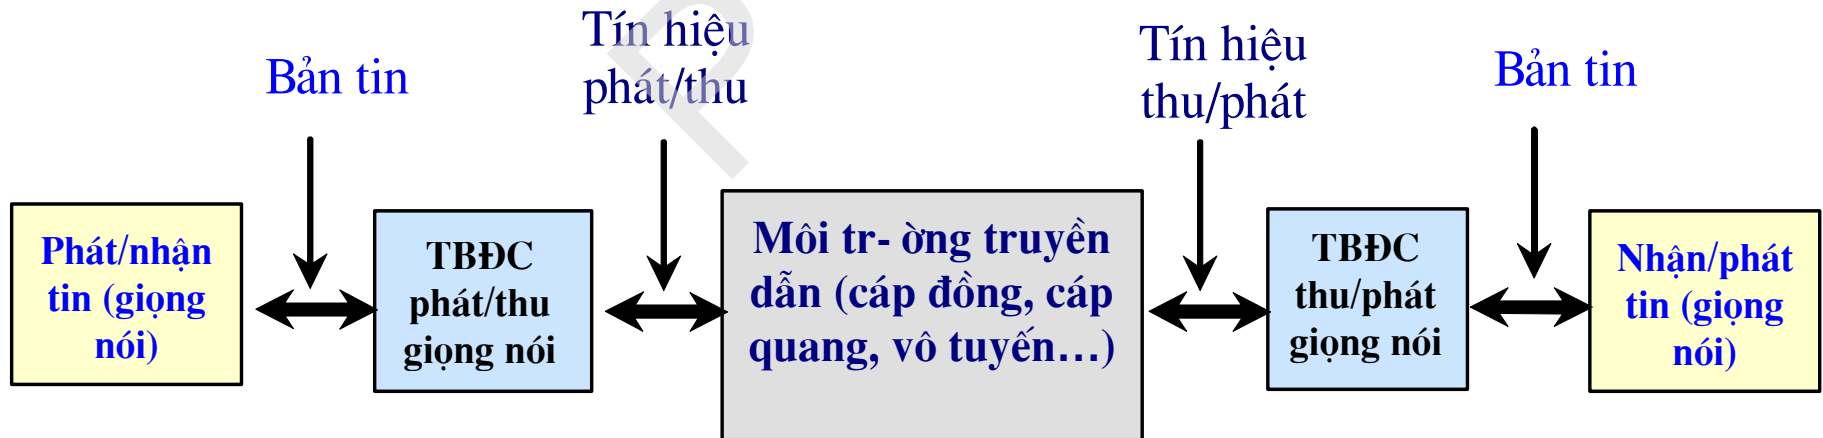 Bản tin
Tín hiệu
phát/thu
Tín hiệu
thu/phát
Bản tin
Phát/nhận
tin (giọng
nói)
TBĐC
phát/thu
giọng nói
Môi tr- ờng truyền
dẫn (cáp đồng, cáp
quang, vô tuyến...)
TBĐC
thu/phát
giọng nói
Nhận/phát
tin (giọng
nói)